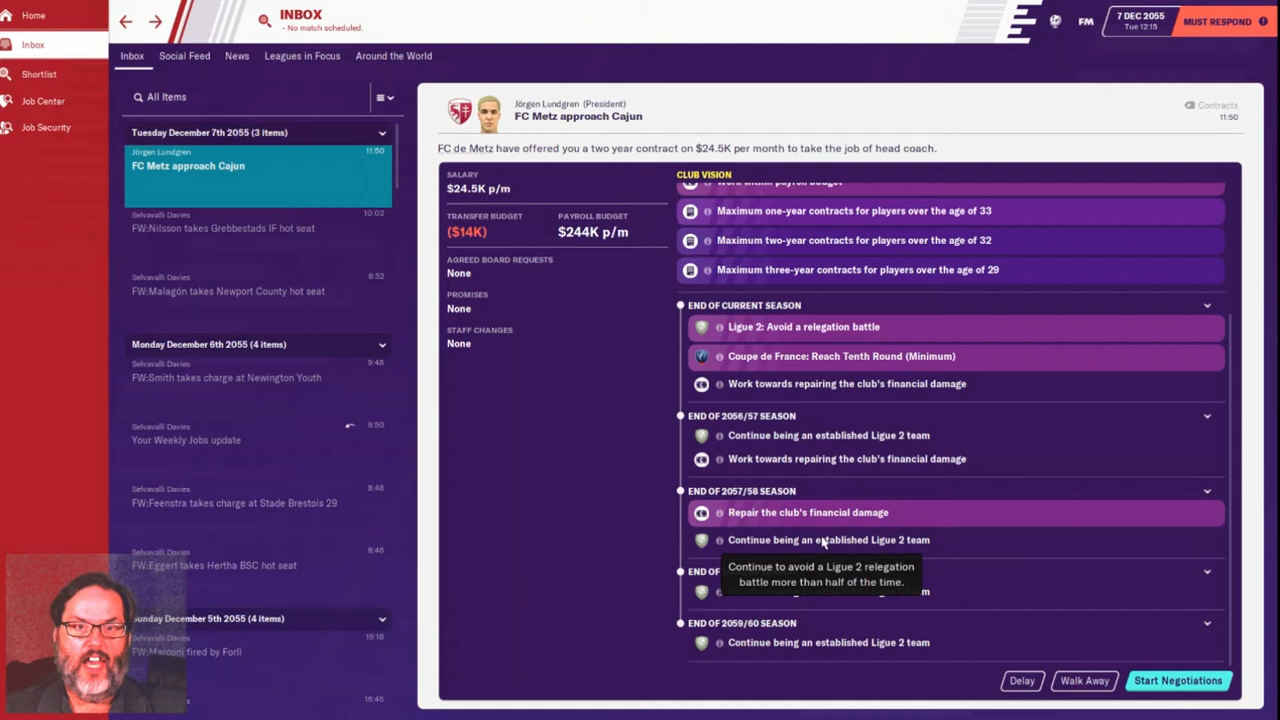 Home
Inbox
Shortlist
Job Center
Job Security
INBOX
- No match scheduled.
FM
7 DEC 2055
Tue 12:15
MUST RESPOND
Inbox
Social Feed
News
Leagues in Focus
Around the World
All Items
Tuesday December 7th 2055 (3 items)
Jörgen Lundgren
11:50
FC Metz approach Cajun
Selvavalli Davies
10:02
FW:Nilsson takes Grebbestads IF hot seat
Selvavalli Davies
8:52
FW:Malagón takes Newport County hot seat
Monday December 6th 2055 (4 items)
Selvavalli Davies
9:48
FW:Smith takes charge at Newington Youth
Selvavalli Davies
8:50
Your Weekly Jobs update
Selvavalli Davies
8:48
FW:Feenstra takes charge at Stade Brestois 29
Selvavalli Davies
8:46
FW:Eggert takes Hertha BSC hot seat
Sunday December 5th 2055 (4 items)
Selvavalli Davies
19:18
FW:Marconi fired by Forlì
Selvavalli Davies
18:45
Jörgen Lundgren (President)
FC Metz approach Cajun
Contracts
11:50
FC de Metz have offered you a two year contract on $24.5K per month to take the job of head coach.
SALARY
$24.5K p/m
TRANSFER BUDGET
($14K)
PAYROLL BUDGET
$244K p/m
AGREED BOARD REQUESTS
None
PROMISES
None
STAFF CHANGES
None
CLUB VISION
Work within payroll budget
Maximum one-year contracts for players over the age of 33
Maximum two-year contracts for players over the age of 32
Maximum three-year contracts for players over the age of 29
END OF CURRENT SEASON
Ligue 2: Avoid a relegation battle
Coupe de France: Reach Tenth Round (Minimum)
Work towards repairing the club's financial damage
END OF 2056/57 SEASON
Continue being an established Ligue 2 team
Work towards repairing the club's financial damage
END OF 2057/58 SEASON
Repair the club's financial damage
Continue being an established Ligue 2 team
Continue to avoid a Ligue 2 relegation
battle more than half of the time.
END OF
END OF 2059/60 SEASON
Continue being an established Ligue 2 team
Delay
Walk Away
Start Negotiations